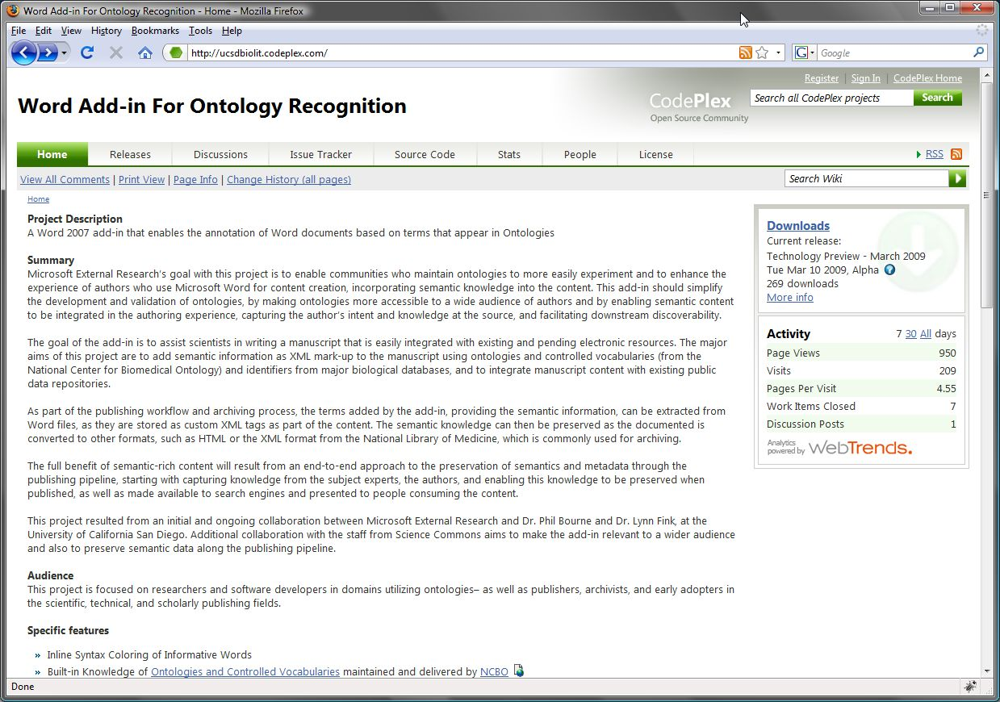 Word Add-in For Ontology Recognition - Home - Mozilla Firefox
File Edit View History Bookmarks Tools Help
http://ucsdbiolit.codeplex.com/
G
Google
Register | Sign In | CodePlex Home
Word Add-in For Ontology Recognition
CodePlex
Open Source Community
Search all CodePlex projects
Search
Home
Releases
Discussions
Issue Tracker
Source Code
Stats
People
License
RSS
View All Comments | Print View | Page Info | Change History (all pages)
Search Wiki
Home
Project Description
A Word 2007 add-in that enables the annotation of Word documents based on terms that appear in Ontologies
Summary
Microsoft External Research's goal with this project is to enable communities who maintain ontologies to more easily experiment and to enhance the
experience of authors who use Microsoft Word for content creation, incorporating semantic knowledge into the content. This add-in should simplify
the development and validation of ontologies, by making ontologies more accessible to a wide audience of authors and by enabling semantic content
to be integrated in the authoring experience, capturing the author's intent and knowledge at the source, and facilitating downstream discoverability.
The goal of the add-in is to assist scientists in writing a manuscript that is easily integrated with existing and pending electronic resources. The major
aims of this project are to add semantic information as XML mark-up to the manuscript using ontologies and controlled vocabularies (from the
National Center for Biomedical Ontology) and identifiers from major biological databases, and to integrate manuscript content with existing public
data repositories.
As part of the publishing workflow and archiving process, the terms added by the add-in, providing the semantic information, can be extracted from
Word files, as they are stored as custom XML tags as part of the content. The semantic knowledge can then be preserved as the documented is
converted to other formats, such as HTML or the XML format from the National Library of Medicine, which is commonly used for archiving.
The full benefit of semantic-rich content will result from an end-to-end approach to the preservation of semantics and metadata through the
publishing pipeline, starting with capturing knowledge from the subject experts, the authors, and enabling this knowledge to be preserved when
published, as well as made available to search engines and presented to people consuming the content.
This project resulted from an initial and ongoing collaboration between Microsoft External Research and Dr. Phil Bourne and Dr. Lynn Fink, at the
University of California San Diego. Additional collaboration with the staff from Science Commons aims to make the add-in relevant to a wider audience
and also to preserve semantic data along the publishing pipeline.
Audience
This project is focused on researchers and software developers in domains utilizing ontologies– as well as publishers, archivists, and early adopters in
the scientific, technical, and scholarly publishing fields.
Specific features
» Inline Syntax Coloring of Informative Words
» Built-in Knowledge of Ontologies and Controlled Vocabularies maintained and delivered by NCBO
Downloads
Current release:
Technology Preview - March 2009
Tue Mar 10 2009, Alpha ?
269 downloads
More info
Activity 7 30 All days
Page Views 950
Visits 209
Pages Per Visit 4.55
Work Items Closed 7
Discussion Posts 1
Analytics
powered by WebTrends.
Done